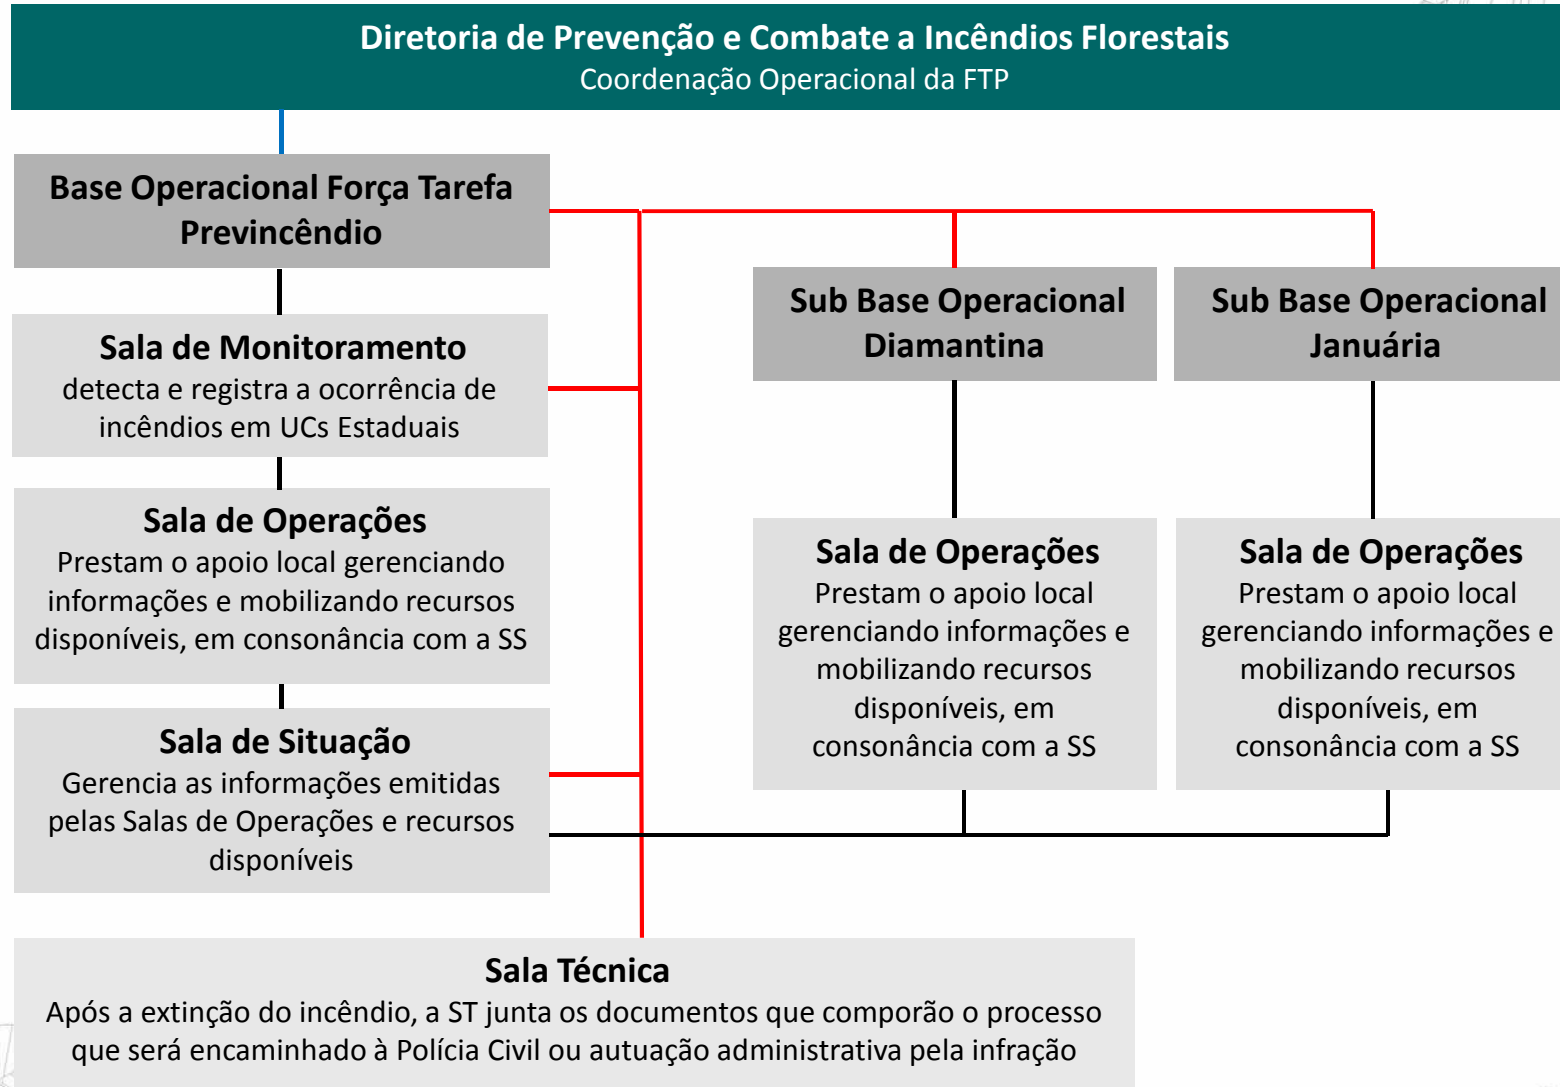 Diretoria de Prevenção e Combate a Incêndios Florestais
Coordenação Operacional da FTP
Base Operacional Força Tarefa
Previncêndio
Sala de Monitoramento
detecta e registra a ocorrência de
incêndios em UCs Estaduais
Sala de Operações
Prestam o apoio local gerenciando
informações e mobilizando recursos
disponíveis, em consonância com a SS
Sala de Situação
Gerencia as informações emitidas
pelas Salas de Operações e recursos
disponíveis
Sub Base Operacional
Diamantina
Sala de Operações
Prestam o apoio local
gerenciando informações e
mobilizando recursos
disponíveis, em
consonância com a SS
Sub Base Operacional
Januária
Sala de Operações
Prestam o apoio local
gerenciando informações e
mobilizando recursos
disponíveis, em
consonância com a SS
Sala Técnica
Após a extinção do incêndio, a ST junta os documentos que comporão o processo
que será encaminhado à Polícia Civil ou autuação administrativa pela infração